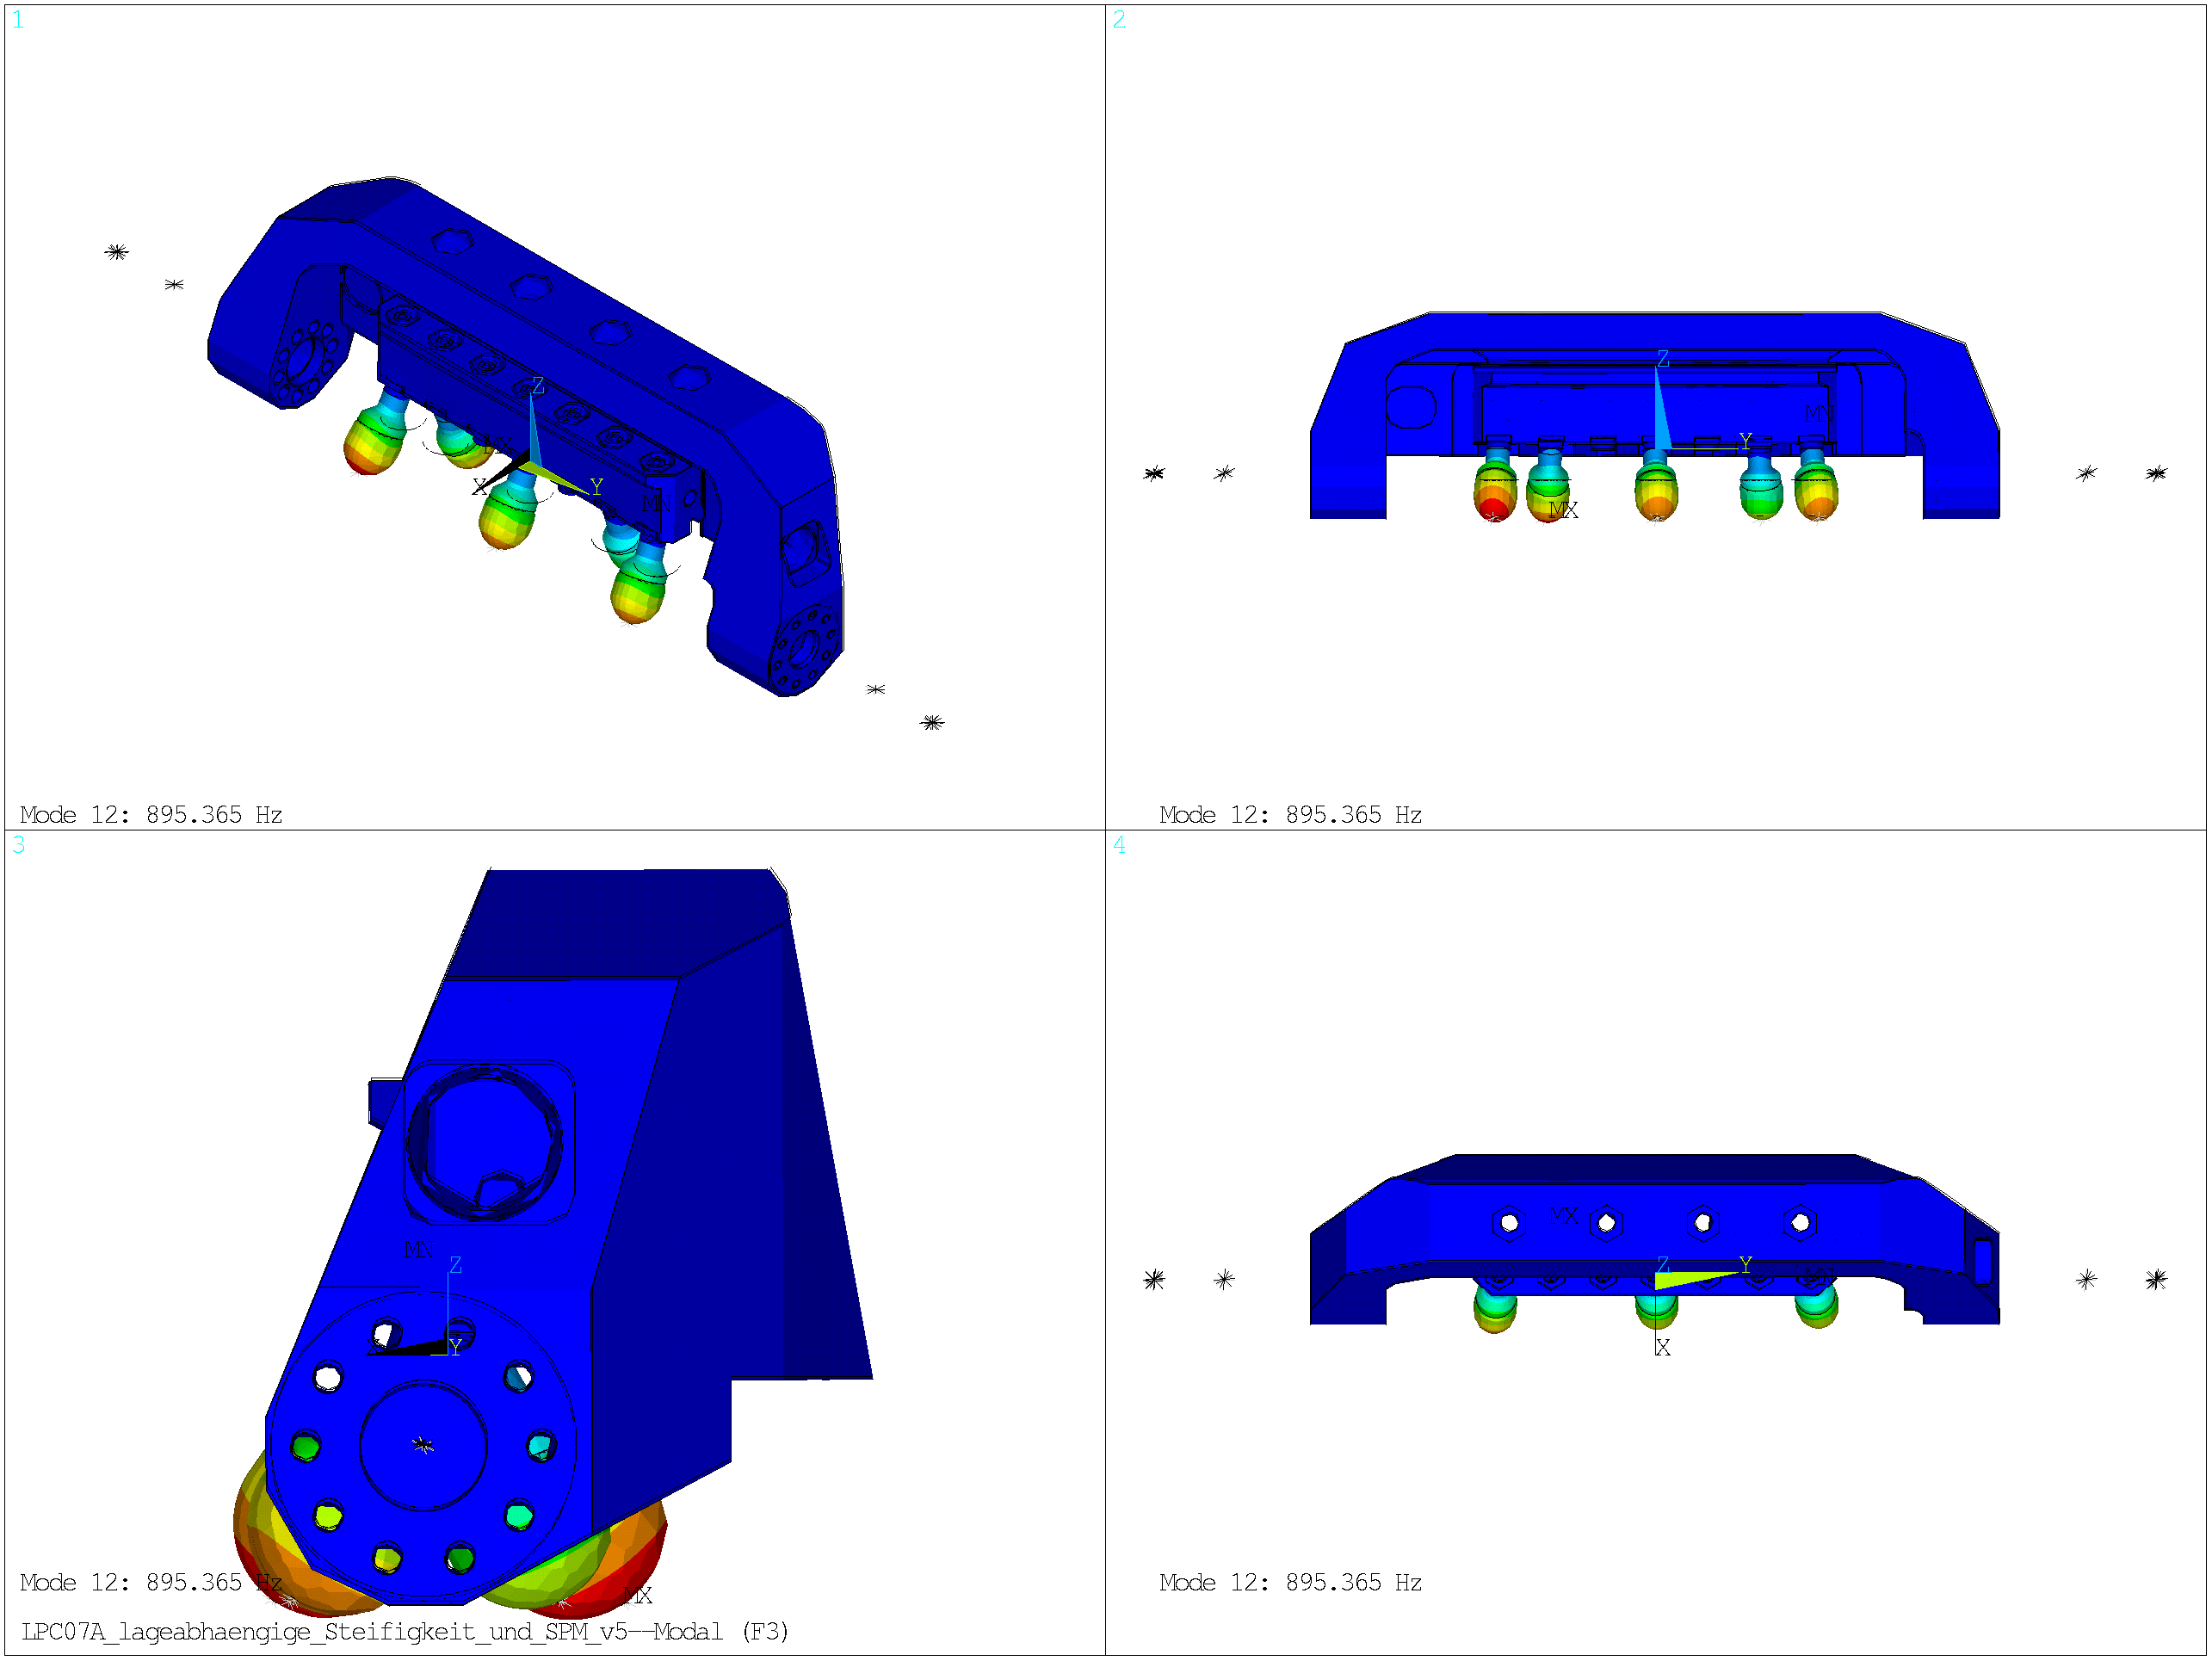 1
Z
MX
X
Y
MN
Mode 12: 895.365 Hz
2
Z
MN
Y
MX
Mode 12: 895.365 Hz
3
MN
Z
X
Y
Mode 12: 895.365 Hz
MX
LPC07A_lageabhaengige_Steifigkeit_und_SPM_v5--Modal (F3)
4
MX
Z
Y
MN
X
Mode 12: 895.365 Hz